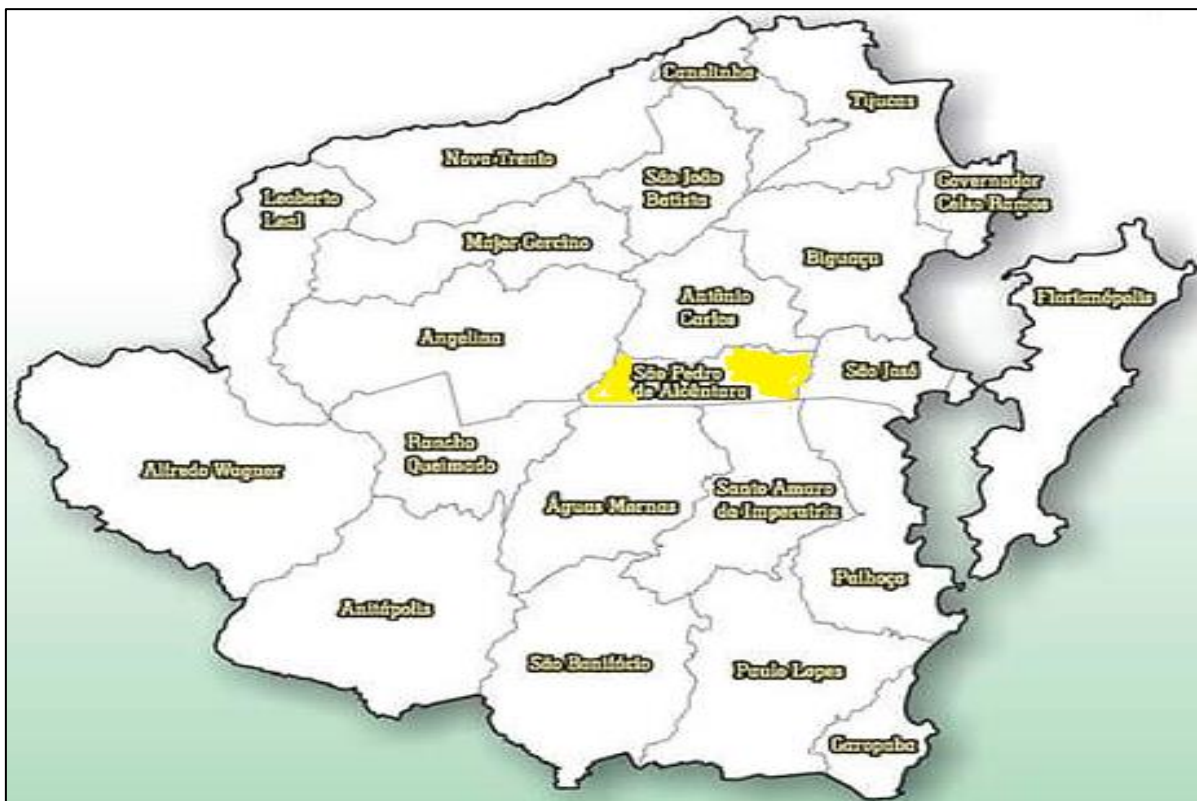 Canelinha
Tijucas
Nova Trento
São João
Batista
Governador
Celso Ramos
Leoberto
Leal
Major Gercino
Biguaçu
Florianópolis
Antônio
Carlos
Angelina
São Pedro
de Alcântara
São José
Rancho
Queimado
Alfredo Wagner
Águas Mornas
Santo Amaro
da Imperatriz
Palhoça
Anitápolis
São Bonifácio
Paulo Lopes
Garopaba